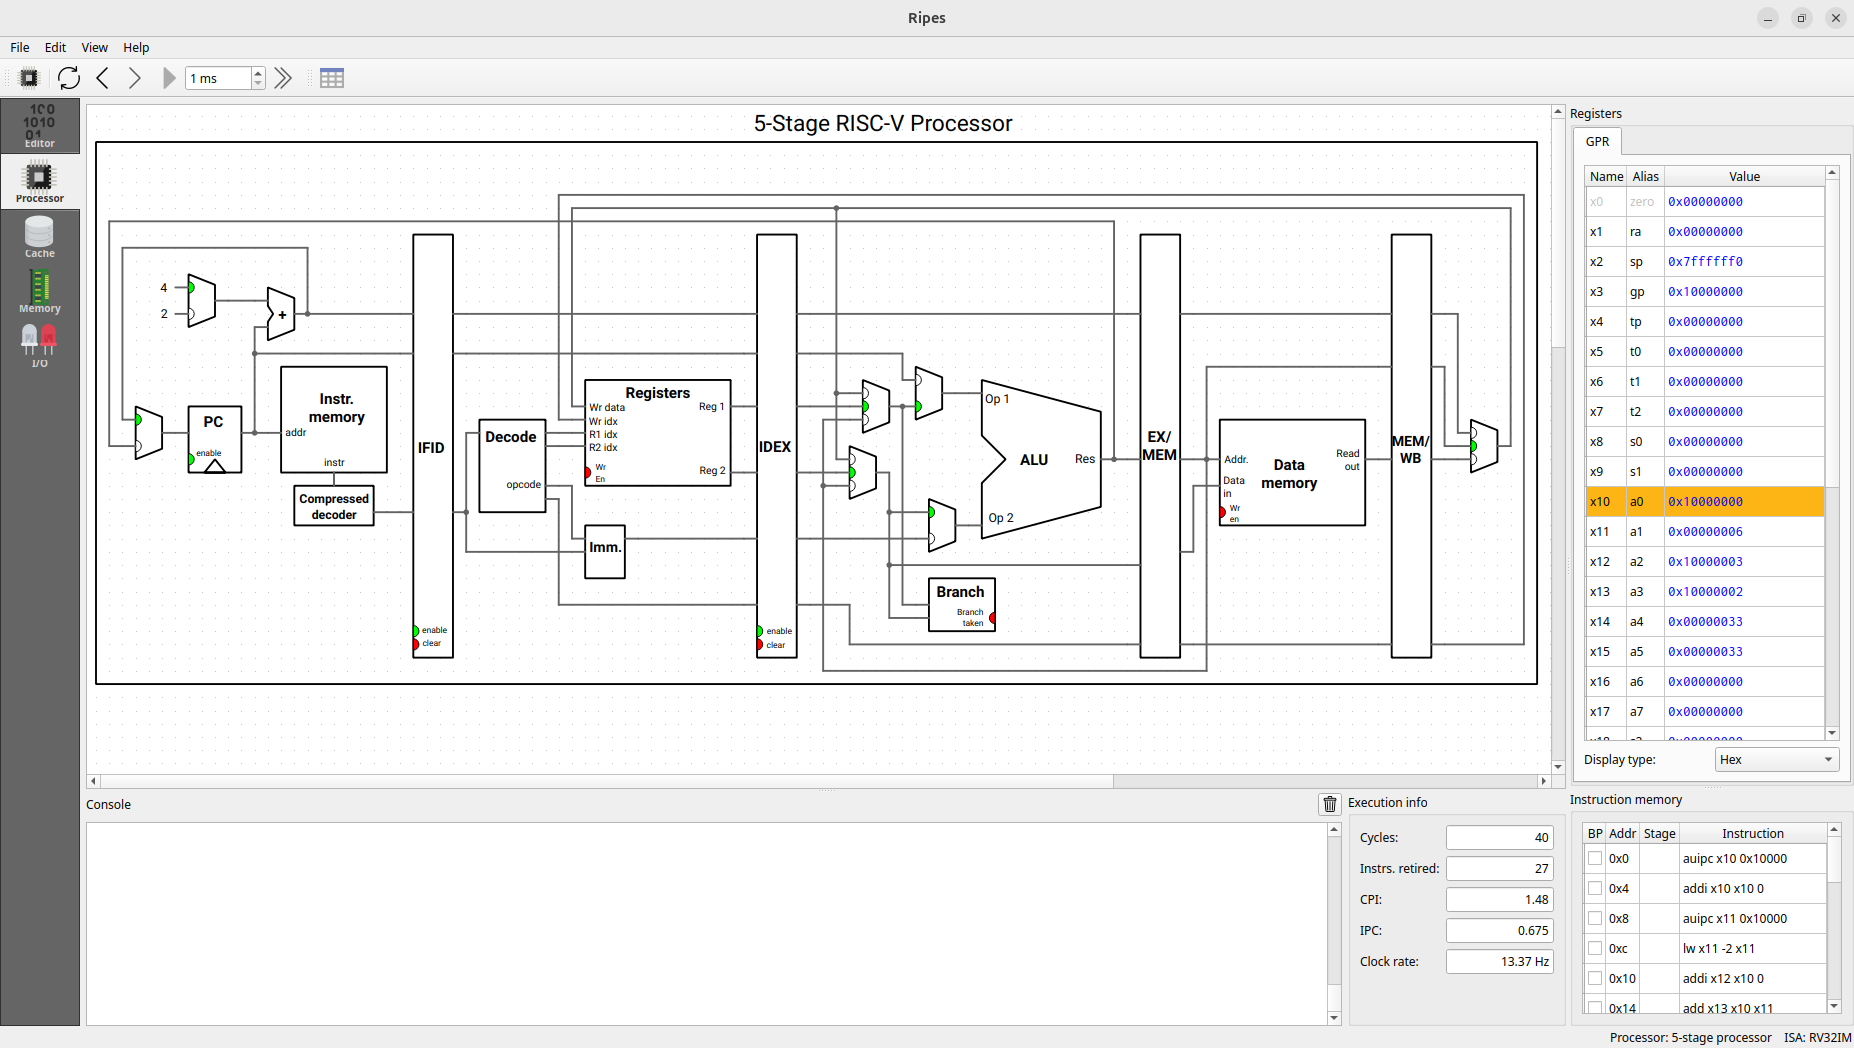 Ripes
File Edit View Help
1 ms
100
1010
01
Editor
Processor
Cache
Memory
I/O
5-Stage RISC-V Processor
4
2
+
PC
enable
Instr.
memory
addr
instr
Compressed
decoder
IFID
enable
clear
Decode
opcode
Registers
Wr data
Wr idx
R1 idx
R2 idx
Wr
En
Reg 1
Reg 2
Imm.
IDEX
enable
clear
Op 1
ALU
Res
Op 2
Branch
Branch
taken
EX/
MEM
Addr.
Data
in
Wr
en
Data
memory
Read
out
MEM/
WB
Registers
GPR
Name Alias Value
x0 zero 0x00000000
x1 ra 0x00000000
x2 sp 0x7ffffff0
x3 gp 0x10000000
x4 tp 0x00000000
x5 t0 0x00000000
x6 t1 0x00000000
x7 t2 0x00000000
x8 s0 0x00000000
x9 s1 0x00000000
x10 a0 0x10000000
x11 a1 0x00000006
x12 a2 0x10000003
x13 a3 0x10000002
x14 a4 0x00000033
x15 a5 0x00000033
x16 a6 0x00000000
x17 a7 0x00000000
Display type: Hex
Console
Execution info
Cycles: 40
Instrs. retired: 27
CPI: 1.48
IPC: 0.675
Clock rate: 13.37 Hz
Instruction memory
BP Addr Stage Instruction
0x0 auipc x10 0x10000
0x4 addi x10 x10 0
0x8 auipc x11 0x10000
0xc lw x11 -2 x11
0x10 addi x12 x10 0
0x14 add x13 x10 x11
Processor: 5-stage processor ISA: RV32IM